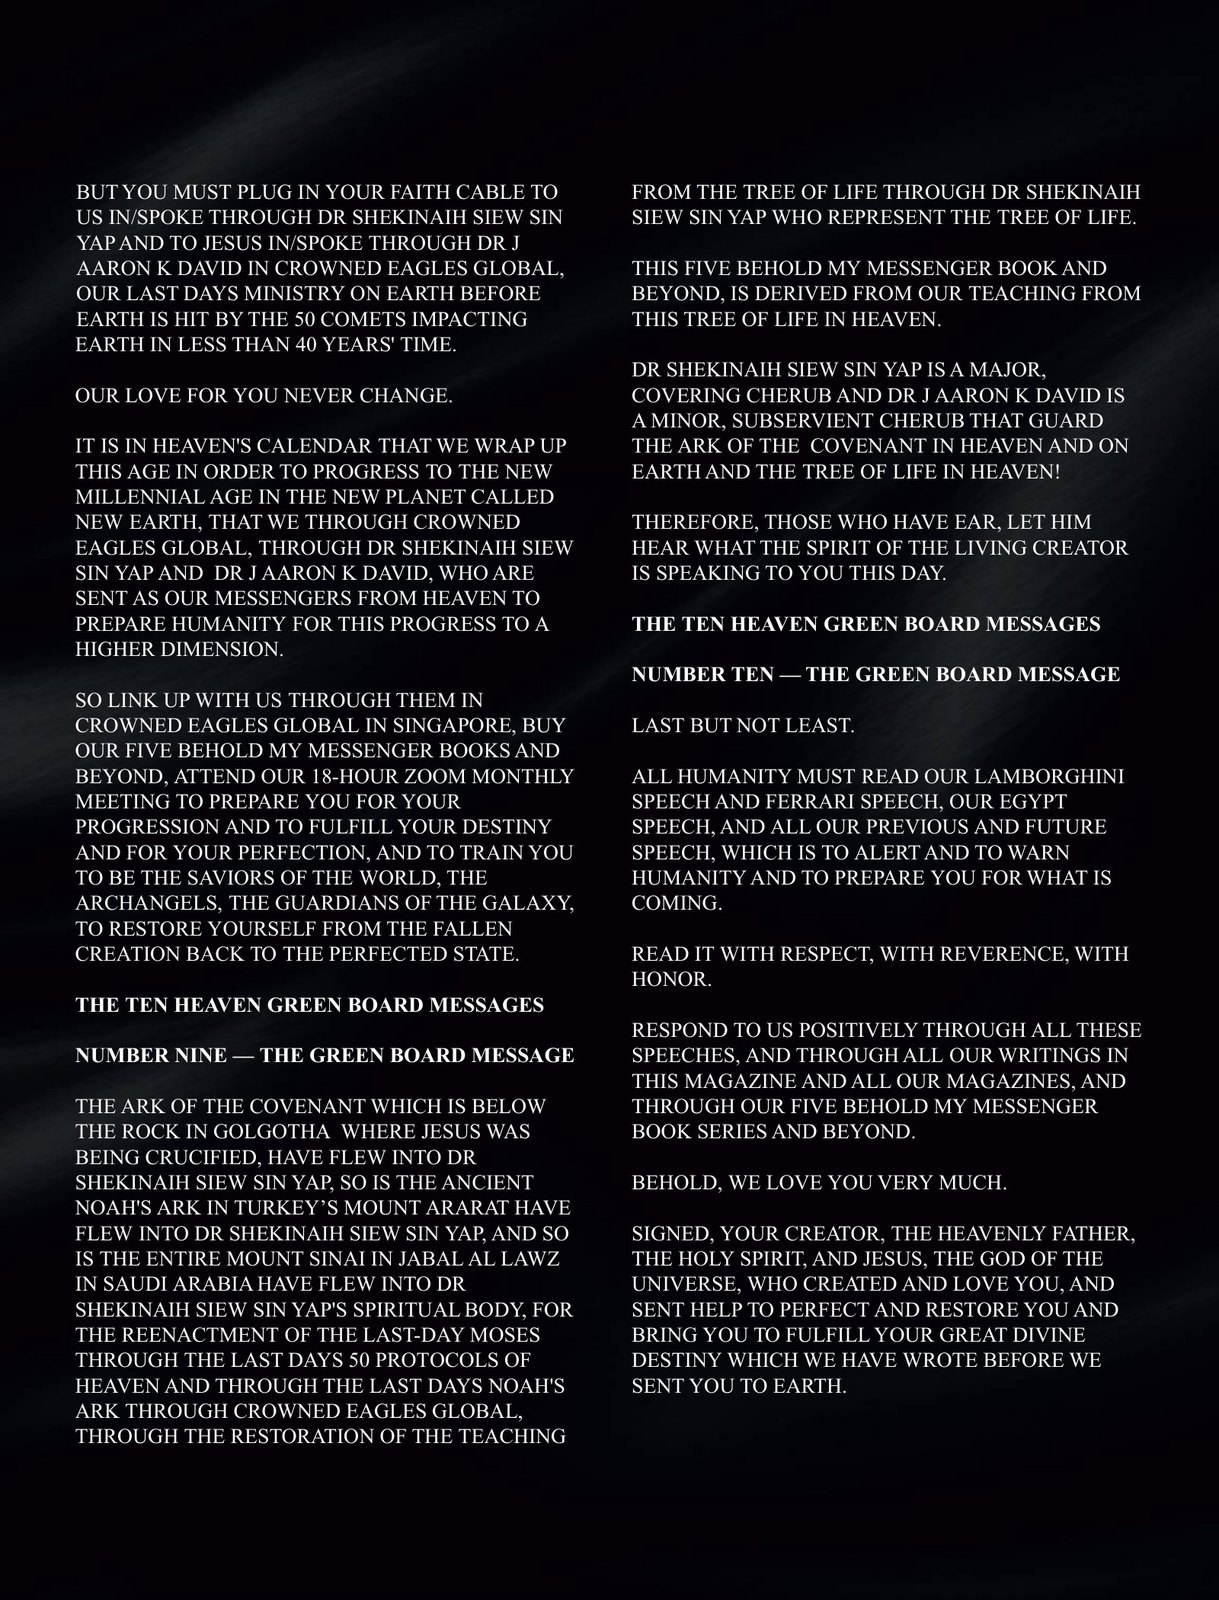 BUT YOU MUST PLUG IN YOUR FAITH CABLE TO
US IN/SPOKE THROUGH DR SHEKINAIH SIEW SIN
YAP AND TO JESUS IN/SPOKE THROUGH DR J
AARON K DAVID IN CROWNED EAGLES GLOBAL,
OUR LAST DAYS MINISTRY ON EARTH BEFORE
EARTH IS HIT BY THE 50 COMETS IMPACTING
EARTH IN LESS THAN 40 YEARS' TIME.
OUR LOVE FOR YOU NEVER CHANGE.
IT IS IN HEAVEN'S CALENDAR THAT WE WRAP UP
THIS AGE IN ORDER TO PROGRESS TO THE NEW
MILLENNIAL AGE IN THE NEW PLANET CALLED
NEW EARTH, THAT WE THROUGH CROWNED
EAGLES GLOBAL, THROUGH DR SHEKINAIH SIEW
SIN YAP AND  DR J AARON K DAVID, WHO ARE
SENT AS OUR MESSENGERS FROM HEAVEN TO
PREPARE HUMANITY FOR THIS PROGRESS TO A
HIGHER DIMENSION.
SO LINK UP WITH US THROUGH THEM IN
CROWNED EAGLES GLOBAL IN SINGAPORE, BUY
OUR FIVE BEHOLD MY MESSENGER BOOKS AND
BEYOND, ATTEND OUR 18-HOUR ZOOM MONTHLY
MEETING TO PREPARE YOU FOR YOUR
PROGRESSION AND TO FULFILL YOUR DESTINY
AND FOR YOUR PERFECTION, AND TO TRAIN YOU
TO BE THE SAVIORS OF THE WORLD, THE
ARCHANGELS, THE GUARDIANS OF THE GALAXY,
TO RESTORE YOURSELF FROM THE FALLEN
CREATION BACK TO THE PERFECTED STATE.
THE TEN HEAVEN GREEN BOARD MESSAGES
NUMBER NINE — THE GREEN BOARD MESSAGE
THE ARK OF THE COVENANT WHICH IS BELOW
THE ROCK IN GOLGOTHA  WHERE JESUS WAS
BEING CRUCIFIED, HAVE FLEW INTO DR
SHEKINAIH SIEW SIN YAP, SO IS THE ANCIENT
NOAH'S ARK IN TURKEY’S MOUNT ARARAT HAVE
FLEW INTO DR SHEKINAIH SIEW SIN YAP, AND SO
IS THE ENTIRE MOUNT SINAI IN JABAL AL LAWZ
IN SAUDI ARABIA HAVE FLEW INTO DR
SHEKINAIH SIEW SIN YAP'S SPIRITUAL BODY, FOR
THE REENACTMENT OF THE LAST-DAY MOSES
THROUGH THE LAST DAYS 50 PROTOCOLS OF
HEAVEN AND THROUGH THE LAST DAYS NOAH'S
ARK THROUGH CROWNED EAGLES GLOBAL,
THROUGH THE RESTORATION OF THE TEACHING
FROM THE TREE OF LIFE THROUGH DR SHEKINAIH
SIEW SIN YAP WHO REPRESENT THE TREE OF LIFE.
THIS FIVE BEHOLD MY MESSENGER BOOK AND
BEYOND, IS DERIVED FROM OUR TEACHING FROM
THIS TREE OF LIFE IN HEAVEN.
DR SHEKINAIH SIEW SIN YAP IS A MAJOR,
COVERING CHERUB AND DR J AARON K DAVID IS
A MINOR, SUBSERVIENT CHERUB THAT GUARD
THE ARK OF THE  COVENANT IN HEAVEN AND ON
EARTH AND THE TREE OF LIFE IN HEAVEN!
THEREFORE, THOSE WHO HAVE EAR, LET HIM
HEAR WHAT THE SPIRIT OF THE LIVING CREATOR
IS SPEAKING TO YOU THIS DAY.
THE TEN HEAVEN GREEN BOARD MESSAGES
NUMBER TEN — THE GREEN BOARD MESSAGE
LAST BUT NOT LEAST.
ALL HUMANITY MUST READ OUR LAMBORGHINI
SPEECH AND FERRARI SPEECH, OUR EGYPT
SPEECH, AND ALL OUR PREVIOUS AND FUTURE
SPEECH, WHICH IS TO ALERT AND TO WARN
HUMANITY AND TO PREPARE YOU FOR WHAT IS
COMING.
READ IT WITH RESPECT, WITH REVERENCE, WITH
HONOR.
RESPOND TO US POSITIVELY THROUGH ALL THESE
SPEECHES, AND THROUGH ALL OUR WRITINGS IN
THIS MAGAZINE AND ALL OUR MAGAZINES, AND
THROUGH OUR FIVE BEHOLD MY MESSENGER
BOOK SERIES AND BEYOND.
BEHOLD, WE LOVE YOU VERY MUCH.
SIGNED, YOUR CREATOR, THE HEAVENLY FATHER,
THE HOLY SPIRIT, AND JESUS, THE GOD OF THE
UNIVERSE, WHO CREATED AND LOVE YOU, AND
SENT HELP TO PERFECT AND RESTORE YOU AND
BRING YOU TO FULFILL YOUR GREAT DIVINE
DESTINY WHICH WE HAVE WROTE BEFORE WE
SENT YOU TO EARTH.